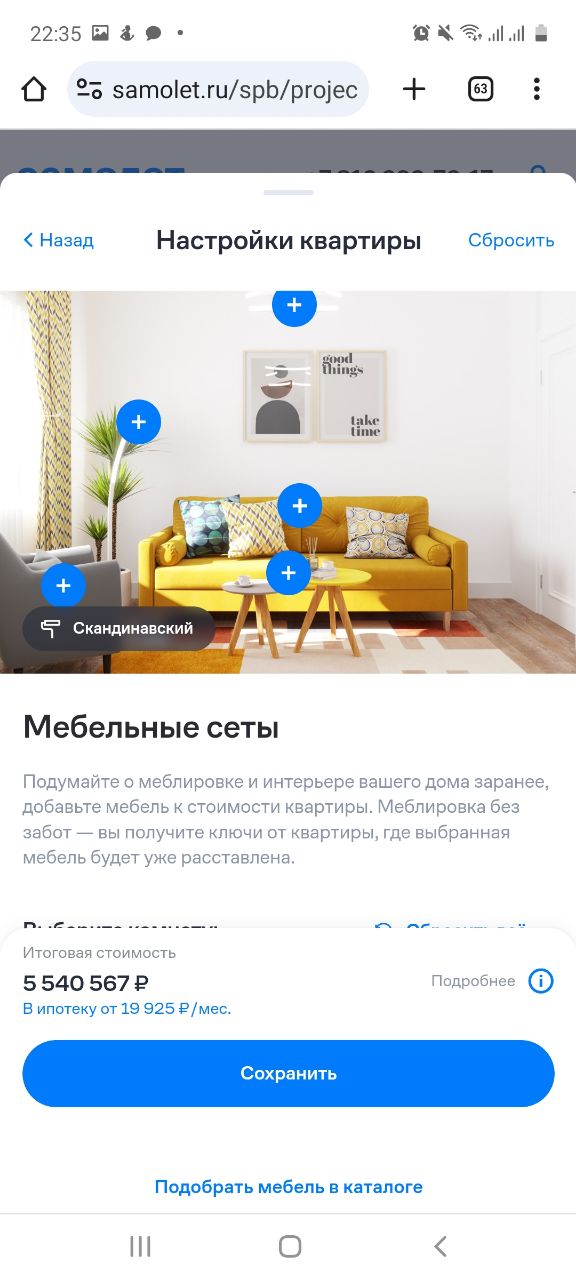 22:35
samolet.ru/spb/projec
63
Назад
Настройки квартиры
Сбросить
good
things
take
time
Скандинавский
Мебельные сеты
Подумайте о меблировке и интерьере вашего дома заранее,
добавьте мебель к стоимости квартиры. Меблировка без
забот — вы получите ключи от квартиры, где выбранная
мебель будет уже расставлена.
Итоговая стоимость
5 540 567 ₽
Подробнее
В ипотеку от 19 925 ₽/мес.
Сохранить
Подобрать мебель в каталоге